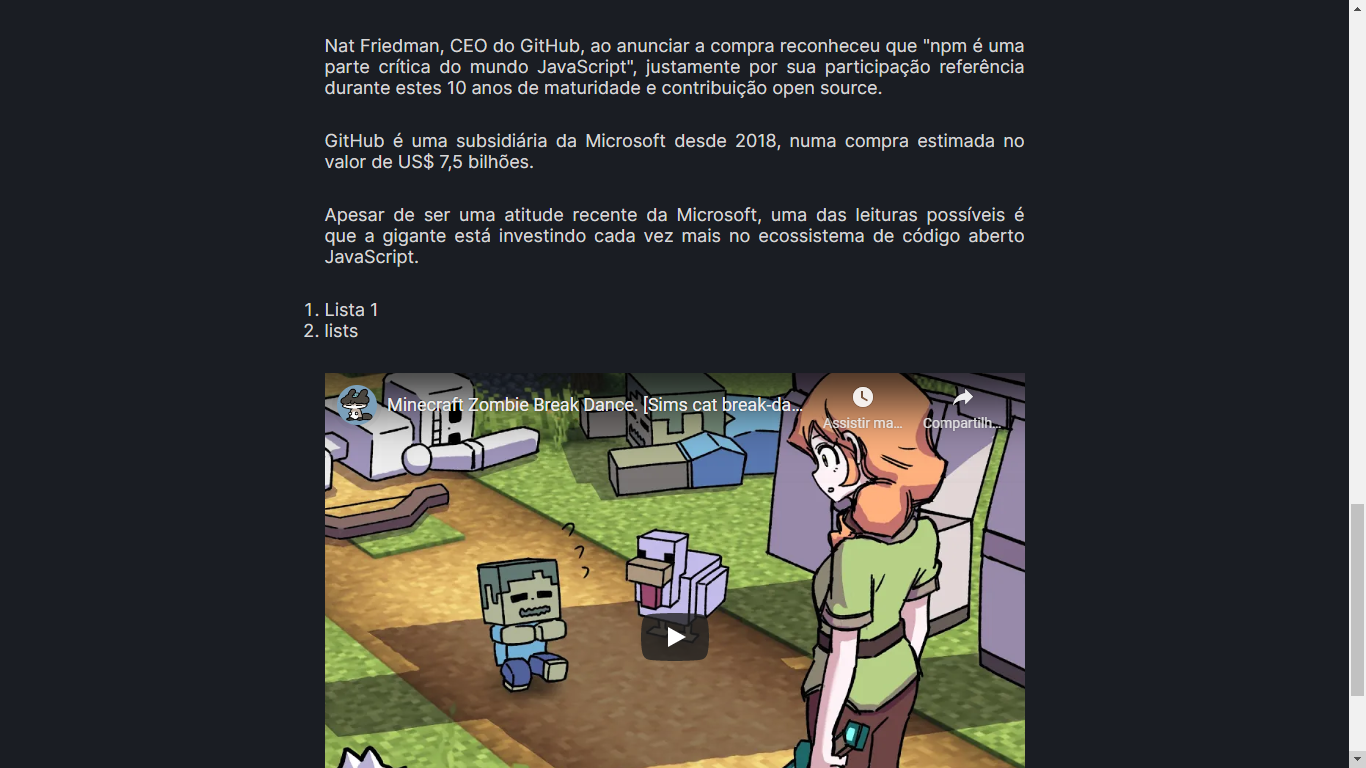 Nat Friedman, CEO do GitHub, ao anunciar a compra reconheceu que "npm é uma
parte crítica do mundo JavaScript", justamente por sua participação referência
durante estes 10 anos de maturidade e contribuição open source.
GitHub é uma subsidiária da Microsoft desde 2018, numa compra estimada no
valor de US$ 7,5 bilhões.
Apesar de ser uma atitude recente da Microsoft, uma das leituras possíveis é
que a gigante está investindo cada vez mais no ecossistema de código aberto
JavaScript.
1. Lista 1
2. lists
Minecraft Zombie Break Dance. [Sims cat break-da...
Assistir ma...
Compartilh...